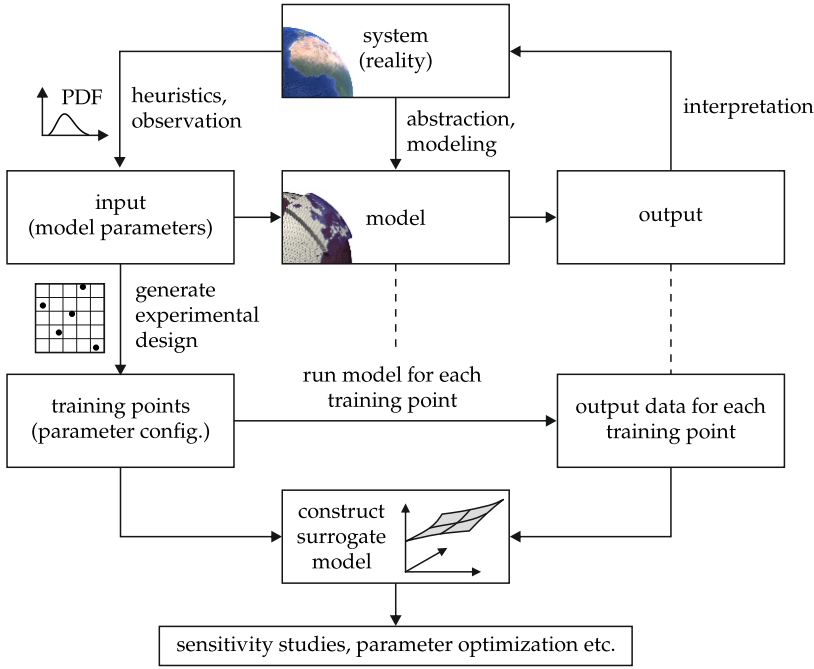 system
(reality)
PDF
heuristics,
observation
abstraction,
modeling
interpretation
input
(model parameters)
model
output
generate
experimental
design
run model for each
training point
training points
(parameter config.)
output data for each
training point
construct
surrogate
model
sensitivity studies, parameter optimization etc.